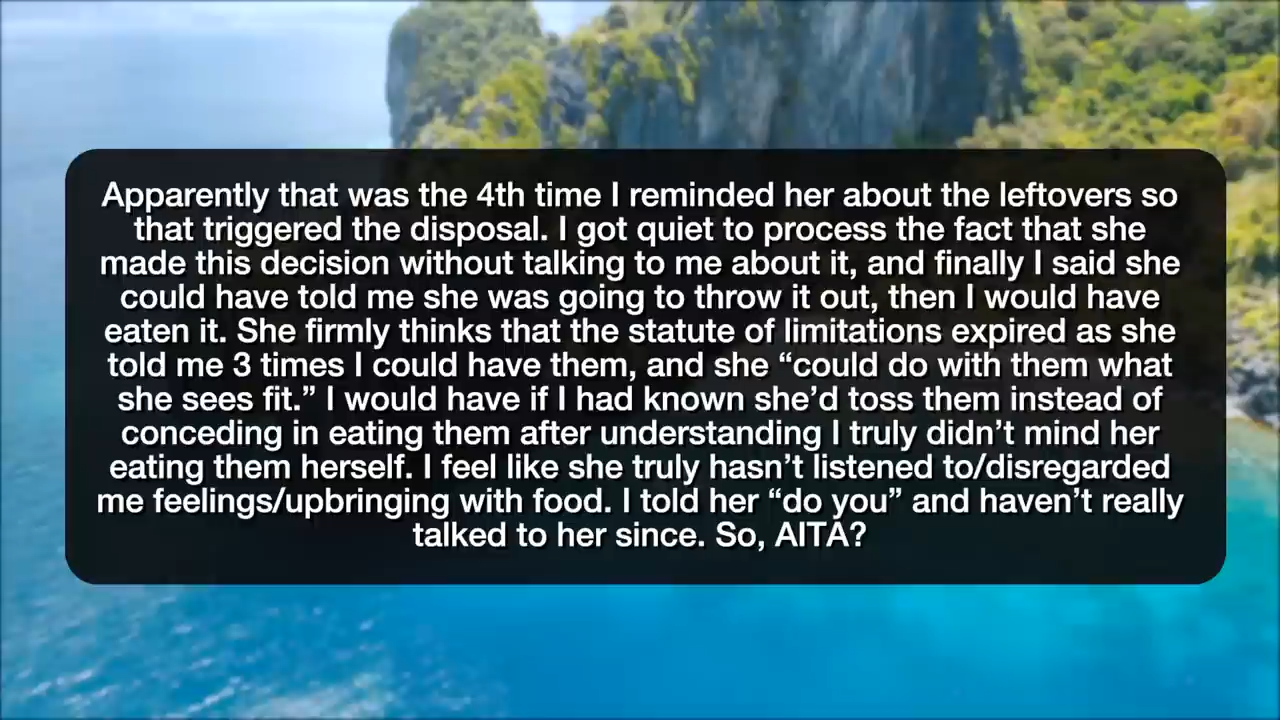 Apparently that was the 4th time I reminded her about the leftovers so
that triggered the disposal. I got quiet to process the fact that she
made this decision without talking to me about it, and finally I said she
could have told me she was going to throw it out, then I would have
eaten it. She firmly thinks that the statute of limitations expired as she
told me 3 times I could have them, and she “could do with them what
she sees fit.” I would have if I had known she’d toss them instead of
conceding in eating them after understanding I truly didn’t mind her
eating them herself. I feel like she truly hasn’t listened to/disregarded
me feelings/upbringing with food. I told her “do you” and haven’t really
talked to her since. So, AITA?